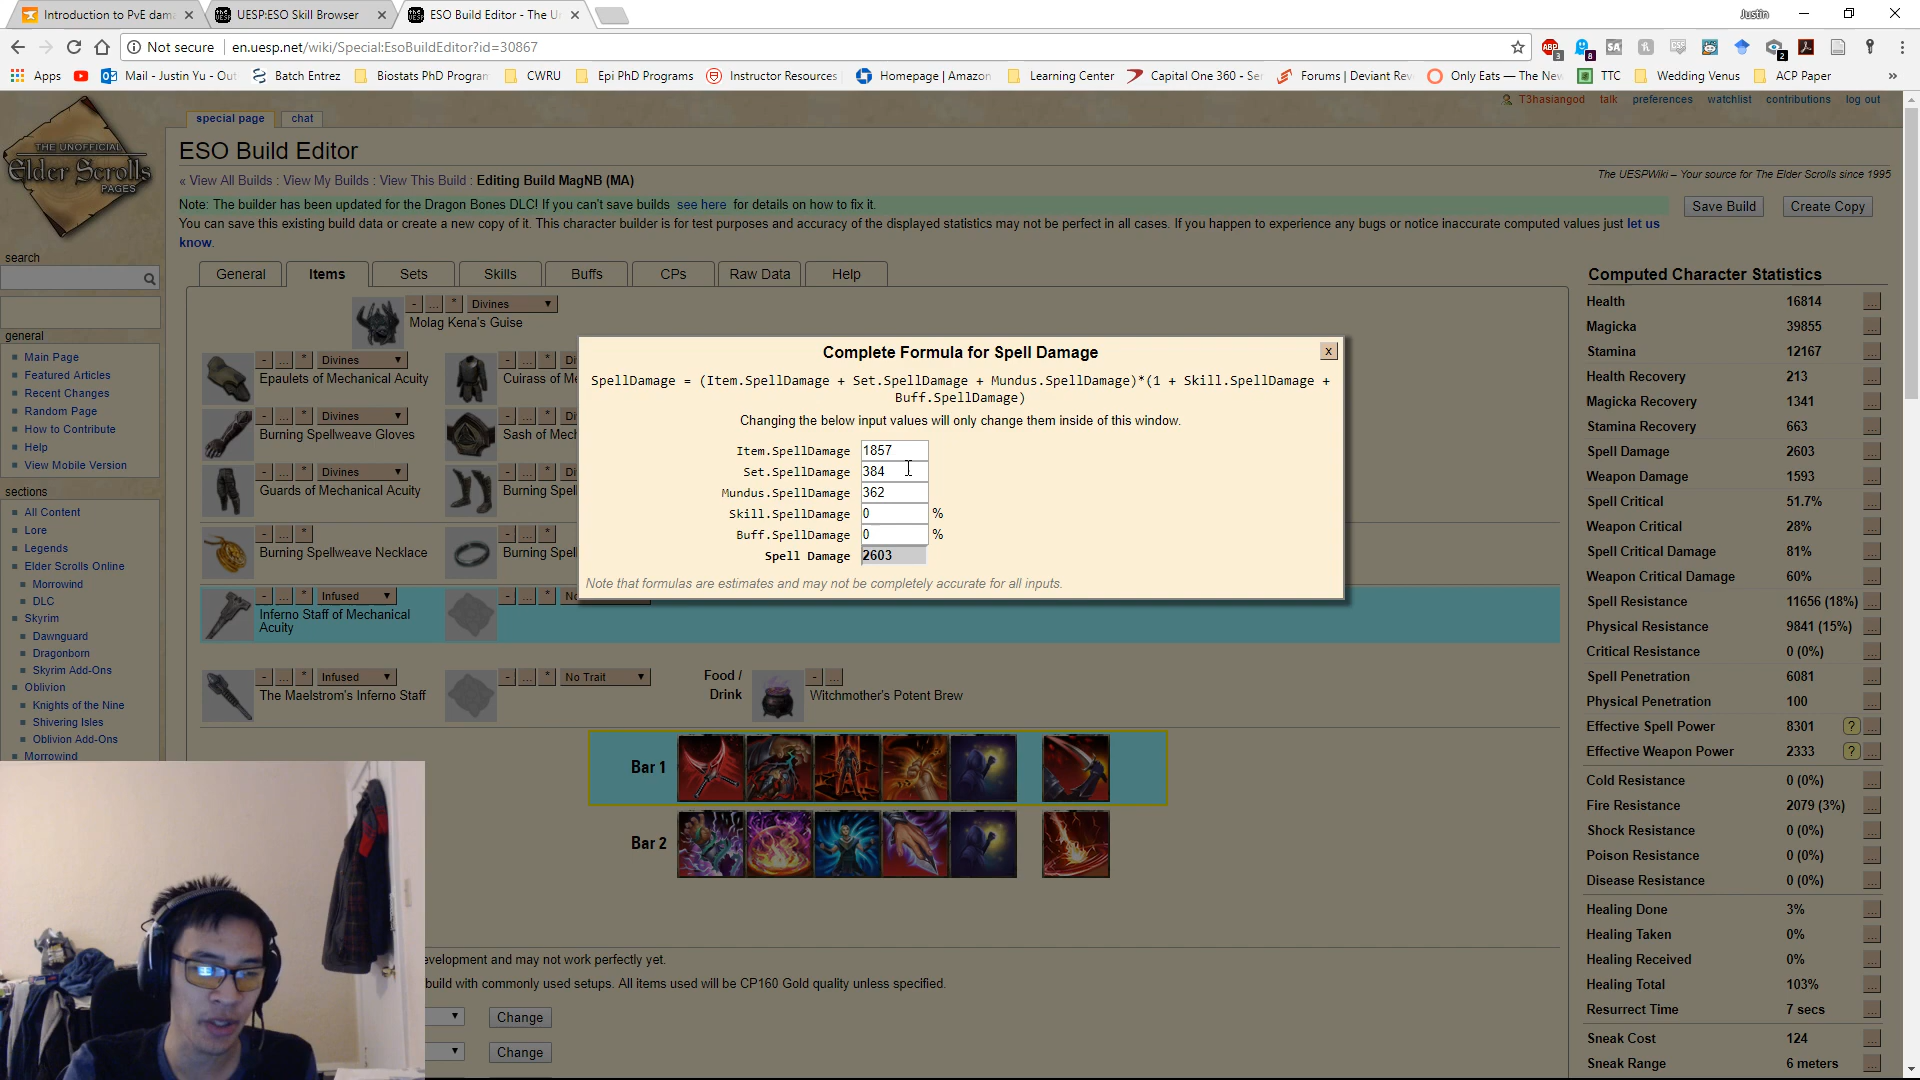 Introduction to PvE dam
UESP:ESO Skill Browser
ESO Build Editor - The U
Justin
Not secure
en.uesp.net/wiki/Special:EsoBuildEditor?id=30867
Apps
Mail - Justin Yu - Out
Batch Entrez
Biostats PhD Program
CWRU
Epi PhD Programs
Instructor Resources
Homepage | Amazon
Learning Center
Capital One 360 - Se
Forums | Deviant Rev
Only Eats — The New
TTC
Wedding Venus
ACP Paper
»
T3hasiangod
talk
preferences
watchlist
contributions
log out
special page
chat
THE UNOFFICIAL
Elder Scrolls
PAGES
ESO Build Editor
« View All Builds : View My Builds : View This Build : Editing Build MagNB (MA)
The UESPWiki – Your source for The Elder Scrolls since 1995
Note: The builder has been updated for the Dragon Bones DLC! If you can't save builds see here for details on how to fix it.
Save Build
Create Copy
You can save this existing build data or create a new copy of it. This character builder is for test purposes and accuracy of the displayed statistics may not be perfect in all cases. If you happen to experience any bugs or notice inaccurate computed values just let us
know.
search
general
Main Page
Featured Articles
Recent Changes
Random Page
How to Contribute
Help
View Mobile Version
sections
All Content
Lore
Legends
Elder Scrolls Online
Morrowind
DLC
Skyrim
Dawnguard
Dragonborn
Skyrim Add-Ons
Oblivion
Knights of the Nine
Shivering Isles
Oblivion Add-Ons
Morrowind
General
Items
Sets
Skills
Buffs
CPs
Raw Data
Help
- ... * Divines
Molag Kena's Guise
- ... * Divines
Epaulets of Mechanical Acuity
- ... * Di
Cuirass of Me
- ... * Divines
Burning Spellweave Gloves
- ... * Di
Sash of Mech
- ... * Divines
Guards of Mechanical Acuity
- ... * Di
Burning Spell
- ... *
Burning Spellweave Necklace
- ... *
Burning Spell
- ... * Infused
Inferno Staff of Mechanical
Acuity
- ... * No
- ... * Infused
The Maelstrom's Inferno Staff
- ... * No Trait
Food /
Drink
- ...
Witchmother's Potent Brew
Complete Formula for Spell Damage
x
SpellDamage = (Item.SpellDamage + Set.SpellDamage + Mundus.SpellDamage)*(1 + Skill.SpellDamage +
Buff.SpellDamage)
Changing the below input values will only change them inside of this window.
Item.SpellDamage 1857
Set.SpellDamage 384
Mundus.SpellDamage 362
Skill.SpellDamage 0 %
Buff.SpellDamage 0 %
Spell Damage 2603
Note that formulas are estimates and may not be completely accurate for all inputs.
Bar 1
Bar 2
evelopment and may not work perfectly yet.
build with commonly used setups. All items used will be CP160 Gold quality unless specified.
Change
Change
Computed Character Statistics
Health 16814 ...
Magicka 39855 ...
Stamina 12167 ...
Health Recovery 213 ...
Magicka Recovery 1341 ...
Stamina Recovery 663 ...
Spell Damage 2603 ...
Weapon Damage 1593 ...
Spell Critical 51.7% ...
Weapon Critical 28% ...
Spell Critical Damage 81% ...
Weapon Critical Damage 60% ...
Spell Resistance 11656 (18%) ...
Physical Resistance 9841 (15%) ...
Critical Resistance 0 (0%) ...
Spell Penetration 6081 ...
Physical Penetration 100 ...
Effective Spell Power 8301 ? ...
Effective Weapon Power 2333 ? ...
Cold Resistance 0 (0%) ...
Fire Resistance 2079 (3%) ...
Shock Resistance 0 (0%) ...
Poison Resistance 0 (0%) ...
Disease Resistance 0 (0%) ...
Healing Done 3% ...
Healing Taken 0% ...
Healing Received 0% ...
Healing Total 103% ...
Resurrect Time 7 secs ...
Sneak Cost 124 ...
Sneak Range 6 meters ...